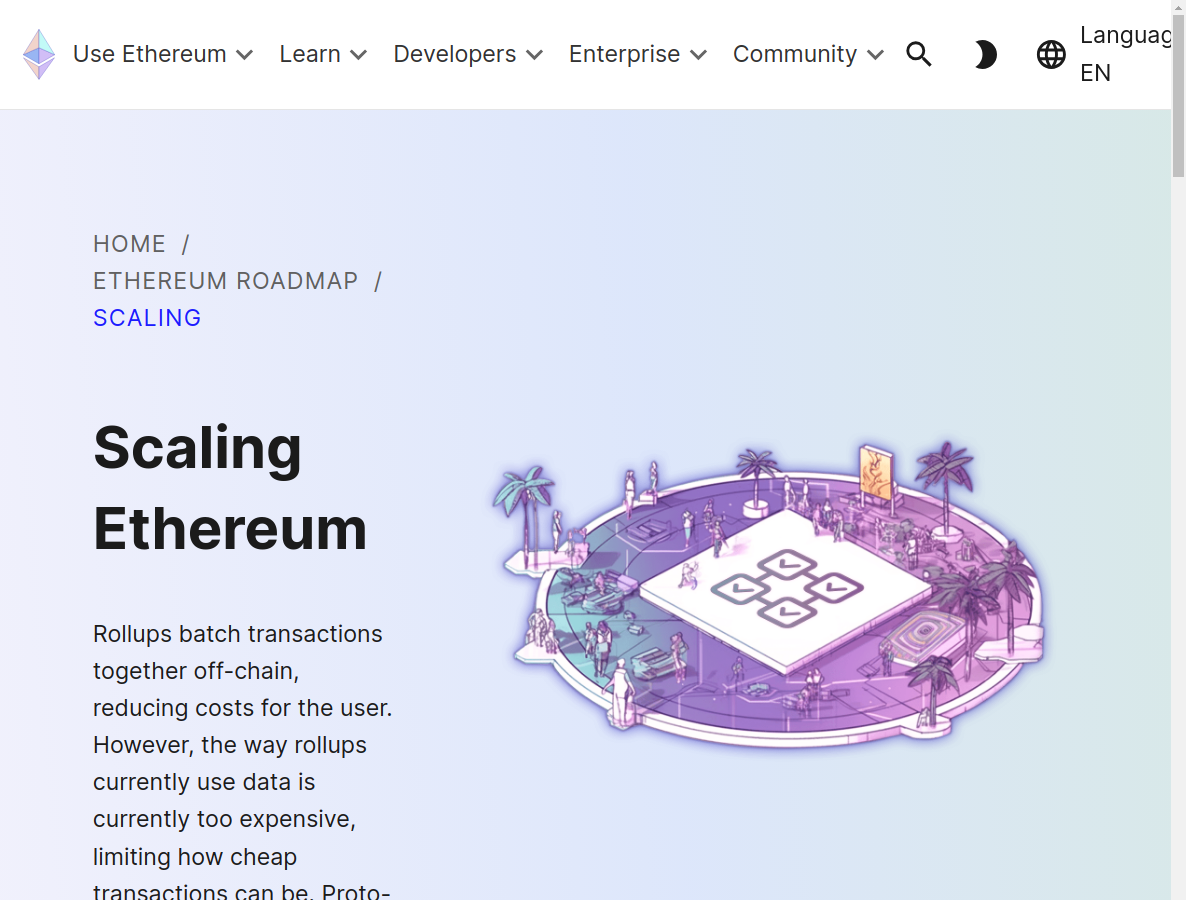 Use Ethereum Learn Developers Enterprise Community
Languag
EN
HOME /
ETHEREUM ROADMAP /
SCALING
Scaling
Ethereum
Rollups batch transactions
together off-chain,
reducing costs for the user.
However, the way rollups
currently use data is
currently too expensive,
limiting how cheap
transactions can be. Proto-